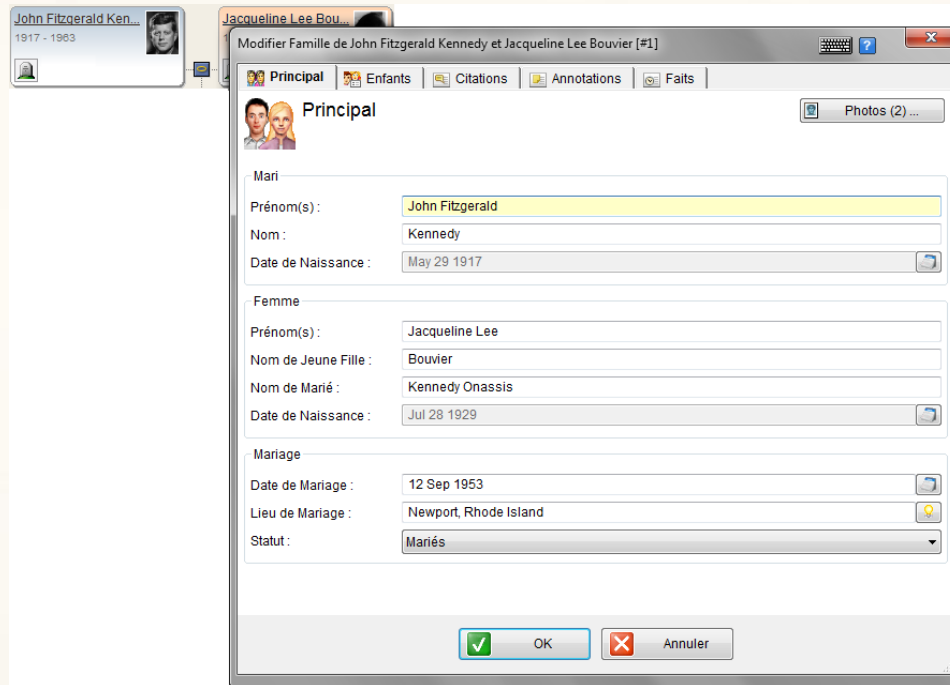 John Fitzgerald Ken...
1917 - 1963
Jacqueline Lee Bou...
Modifier Famille de John Fitzgerald Kennedy et Jacqueline Lee Bouvier [#1]
?
Principal
Enfants
Citations
Annotations
Faits
Principal
Photos (2) ...
Mari
Prénom(s) :
John Fitzgerald
Nom :
Kennedy
Date de Naissance :
May 29 1917
Femme
Prénom(s) :
Jacqueline Lee
Nom de Jeune Fille :
Bouvier
Nom de Marié :
Kennedy Onassis
Date de Naissance :
Jul 28 1929
Mariage
Date de Mariage :
12 Sep 1953
Lieu de Mariage :
Newport, Rhode Island
Statut :
Mariés
OK
Annuler